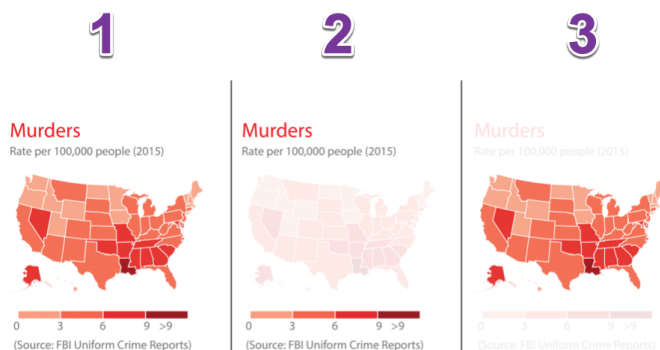 1 2 3
Murders Murders Murders
Rate per 100,000 people (2015) Rate per 100,000 people (2015) Rate per 100,000 people (2015)
0 3 6 9 >9 0 3 6 9 >9 0 3 6 9 >9
(Source: FBI Uniform Crime Reports) (Source: FBI Uniform Crime Reports) (Source: FBI Uniform Crime Reports)